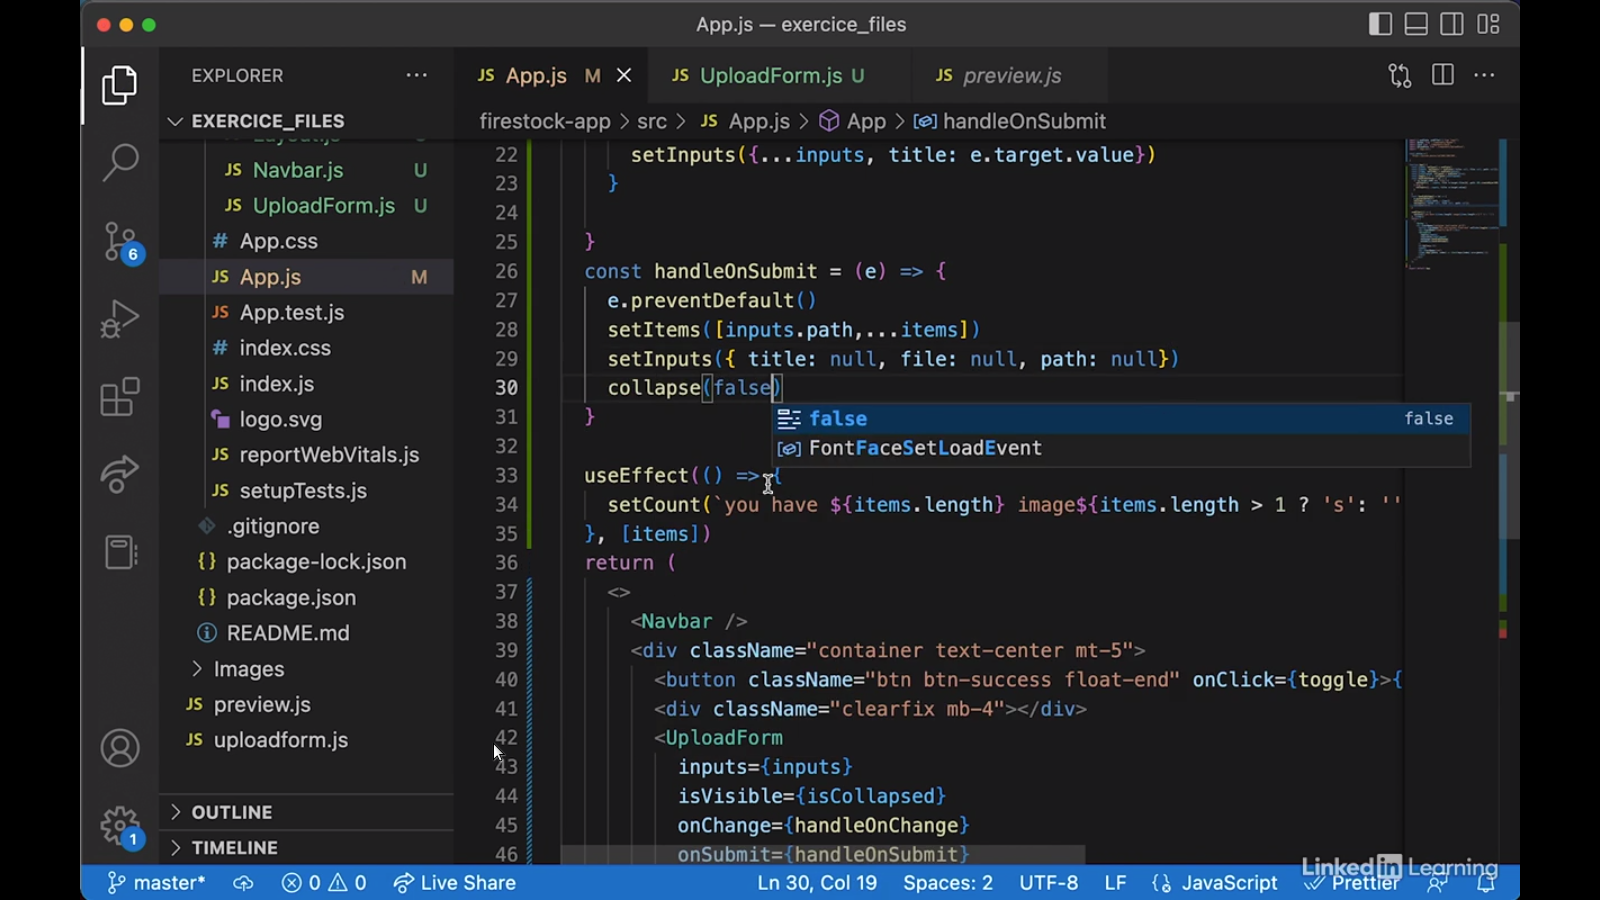 App.js — exercice_files
EXPLORER
JS App.js M
JS UploadForm.js U
JS preview.js
EXERCICE_FILES
firestock-app > src > JS App.js > App > handleOnSubmit
Layout.js
JS Navbar.js U
JS UploadForm.js U
# App.css
JS App.js M
JS App.test.js
# index.css
JS index.js
logo.svg
JS reportWebVitals.js
JS setupTests.js
.gitignore
{} package-lock.json
{} package.json
README.md
Images
JS preview.js
JS uploadform.js
OUTLINE
TIMELINE
6
1
22 setInputs({...inputs, title: e.target.value})
23 }
24
25 }
26 const handleOnSubmit = (e) => {
27 e.preventDefault()
28 setItems([inputs.path,...items])
29 setInputs({ title: null, file: null, path: null})
30 collapse(false)
false false
FontFaceSetLoadEvent
31 }
32
33 useEffect(() => {
34 setCount(`you have ${items.length} image${items.length > 1 ? 's': ''
35 }, [items])
36 return (
37 <>
38 <Navbar />
39 <div className="container text-center mt-5">
40 <button className="btn btn-success float-end" onClick={toggle}>{
41 <div className="clearfix mb-4"></div>
42 <UploadForm
43 inputs={inputs}
44 isVisible={isCollapsed}
45 onChange={handleOnChange}
46 onSubmit={handleOnSubmit}
LinkedIn Learning
master* 0 0 Live Share Ln 30, Col 19 Spaces: 2 UTF-8 LF {} JavaScript Prettier